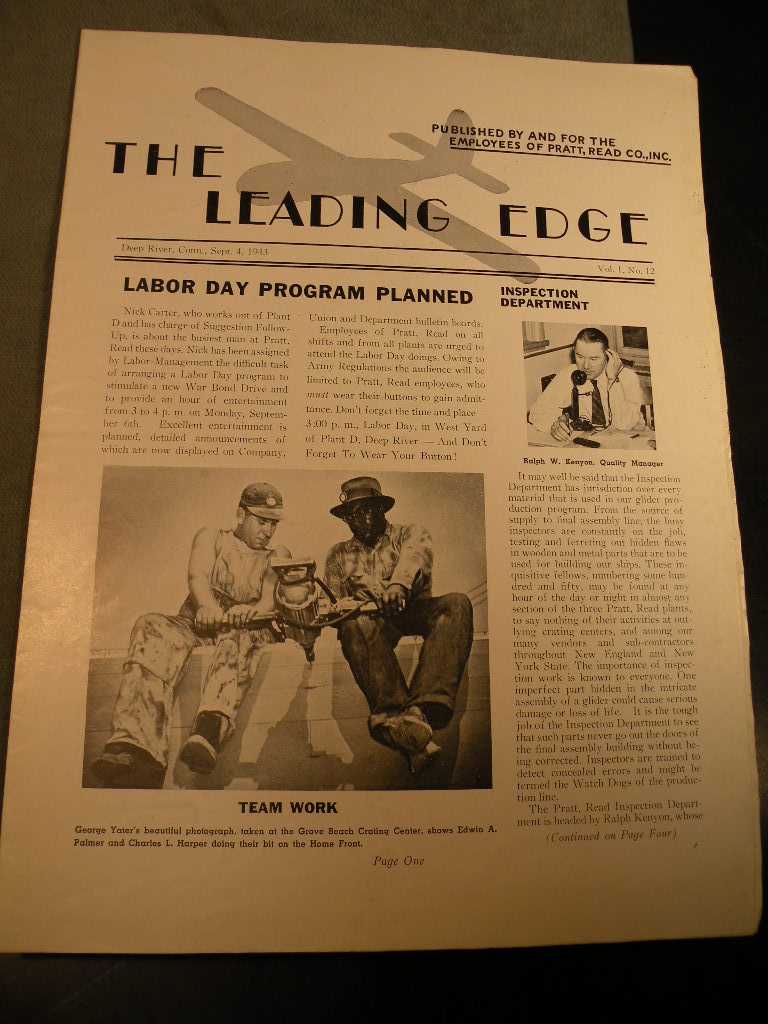 PUBLISHED BY AND FOR THE
EMPLOYEES OF PRATT, READ CO., INC.
THE
LEADING EDGE
Deep River, Conn., Sept. 4, 1943
Vol. 1, No. 12
LABOR DAY PROGRAM PLANNED
Nick Carter, who works out of Plant
D and has charge of Suggestion Follow-
Up, is about the busiest man at Pratt,
Read these days. Nick has been assigned
by Labor-Management the difficult task
of arranging a Labor Day program to
stimulate a new War Bond Drive and
to provide an hour of entertainment
from 3 to 4 p. m. on Monday, Septem-
ber 6th. Excellent entertainment is
planned, detailed announcements of
which are now displayed on Company,
Union and Department bulletin boards.
Employees of Pratt, Read on all
shifts and from all plants are urged to
attend the Labor Day doings. Owing to
Army Regulations the audience will be
limited to Pratt, Read employees, who
must wear their buttons to gain admit-
tance. Don't forget the time and place
3:00 p. m., Labor Day, in West Yard
of Plant D, Deep River — And Don't
Forget To Wear Your Button!
TEAM WORK
George Yater's beautiful photograph, taken at the Grove Beach Crating Center, shows Edwin A.
Palmer and Charles L. Harper doing their bit on the Home Front.
INSPECTION
DEPARTMENT
Ralph W. Kenyon, Quality Manager
It may well be said that the Inspection
Department has jurisdiction over every
material that is used in our glider pro-
duction program. From the source of
supply to final assembly line, the busy
inspectors are constantly on the job,
testing and ferreting out hidden flaws
in wooden and metal parts that are to be
used for building our ships. These in-
quisitive fellows, numbering some hun-
dred and fifty, may be found at any
hour of the day or night in almost any
section of the three Pratt, Read plants,
to say nothing of their activities at out-
lying crating centers, and among our
many vendors and sub-contractors
throughout New England and New
York State. The importance of inspec-
tion work is known to everyone. One
imperfect part hidden in the intricate
assembly of a glider could cause serious
damage or loss of life. It is the tough
job of the Inspection Department to see
that such parts never go out the doors of
the final assembly building without be-
ing corrected. Inspectors are trained to
detect concealed errors and might be
termed the Watch Dogs of the produc-
tion line.
The Pratt, Read Inspection Depart-
ment is headed by Ralph Kenyon, whose
(Continued on Page Four)
Page One